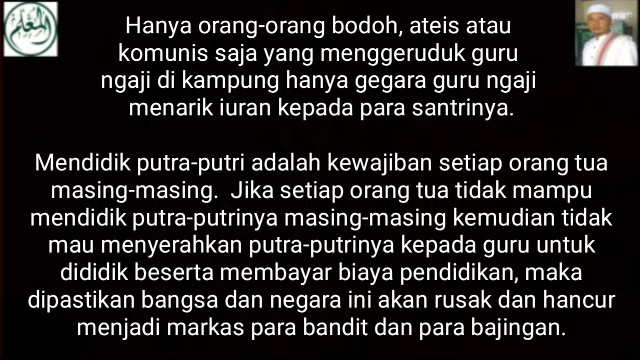 Hanya orang-orang bodoh, ateis atau
komunis saja yang menggeruduk guru
ngaji di kampung hanya gegara guru ngaji
menarik iuran kepada para santrinya.
Mendidik putra-putri adalah kewajiban setiap orang tua
masing-masing. Jika setiap orang tua tidak mampu
mendidik putra-putrinya masing-masing kemudian tidak
mau menyerahkan putra-putrinya kepada guru untuk
dididik beserta membayar biaya pendidikan, maka
dipastikan bangsa dan negara ini akan rusak dan hancur
menjadi markas para bandit dan para bajingan.